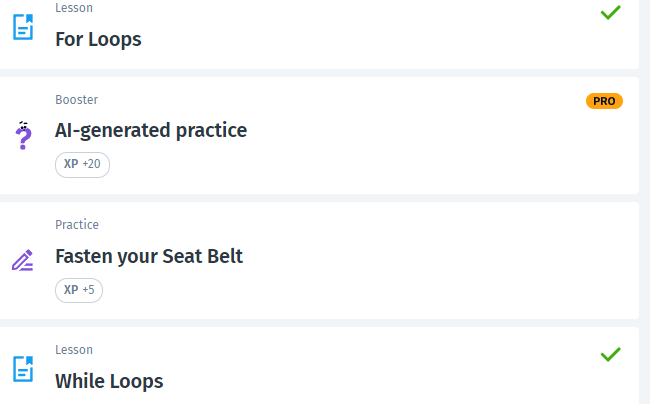 Lesson
For Loops
Booster
PRO
AI-generated practice
XP +20
Practice
Fasten your Seat Belt
XP +5
Lesson
While Loops